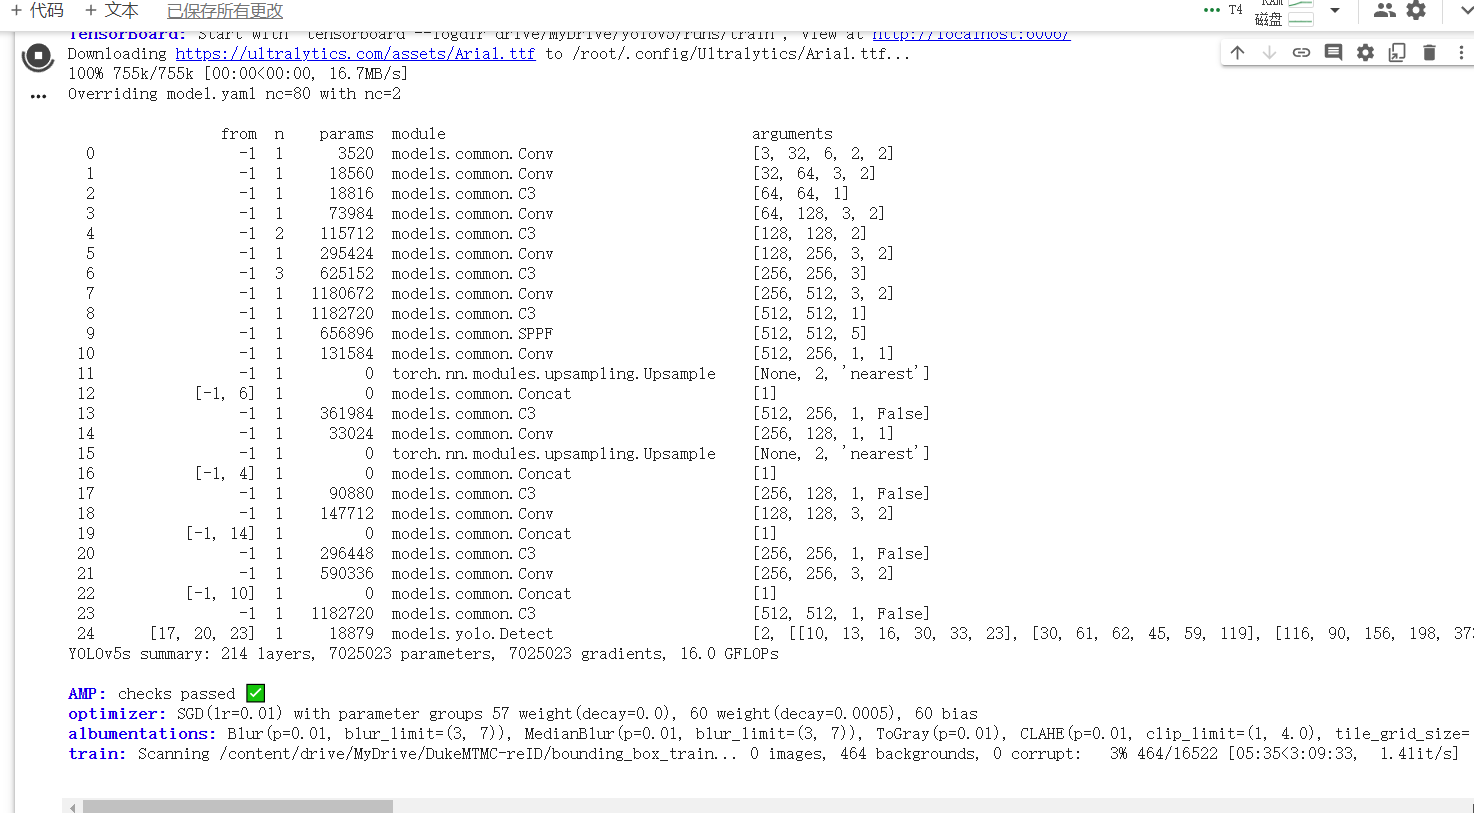 + 代码 + 文本 已保存所有更改 T4 RAM 磁盘
TensorBoard: Start with 'tensorboard --logdir drive/MyDrive/yolov5/runs/train', view at http://localhost:6006/
Downloading https://ultralytics.com/assets/Arial.ttf to /root/.config/Ultralytics/Arial.ttf...
100% 755k/755k [00:00<00:00, 16.7MB/s]
Overriding model.yaml nc=80 with nc=2
from n params module arguments
0 -1 1 3520 models.common.Conv [3, 32, 6, 2, 2]
1 -1 1 18560 models.common.Conv [32, 64, 3, 2]
2 -1 1 18816 models.common.C3 [64, 64, 1]
3 -1 1 73984 models.common.Conv [64, 128, 3, 2]
4 -1 2 115712 models.common.C3 [128, 128, 2]
5 -1 1 295424 models.common.Conv [128, 256, 3, 2]
6 -1 3 625152 models.common.C3 [256, 256, 3]
7 -1 1 1180672 models.common.Conv [256, 512, 3, 2]
8 -1 1 1182720 models.common.C3 [512, 512, 1]
9 -1 1 656896 models.common.SPPF [512, 512, 5]
10 -1 1 131584 models.common.Conv [512, 256, 1, 1]
11 -1 1 0 torch.nn.modules.upsampling.Upsample [None, 2, 'nearest']
12 [-1, 6] 1 0 models.common.Concat [1]
13 -1 1 361984 models.common.C3 [512, 256, 1, False]
14 -1 1 33024 models.common.Conv [256, 128, 1, 1]
15 -1 1 0 torch.nn.modules.upsampling.Upsample [None, 2, 'nearest']
16 [-1, 4] 1 0 models.common.Concat [1]
17 -1 1 90880 models.common.C3 [256, 128, 1, False]
18 -1 1 147712 models.common.Conv [128, 128, 3, 2]
19 [-1, 14] 1 0 models.common.Concat [1]
20 -1 1 296448 models.common.C3 [256, 256, 1, False]
21 -1 1 590336 models.common.Conv [256, 256, 3, 2]
22 [-1, 10] 1 0 models.common.Concat [1]
23 -1 1 1182720 models.common.C3 [512, 512, 1, False]
24 [17, 20, 23] 1 18879 models.yolo.Detect [2, [[10, 13, 16, 30, 33, 23], [30, 61, 62, 45, 59, 119], [116, 90, 156, 198, 373
YOLOv5s summary: 214 layers, 7025023 parameters, 7025023 gradients, 16.0 GFLOPs
AMP: checks passed ✅
optimizer: SGD(lr=0.01) with parameter groups 57 weight(decay=0.0), 60 weight(decay=0.0005), 60 bias
albumentations: Blur(p=0.01, blur_limit=(3, 7)), MedianBlur(p=0.01, blur_limit=(3, 7)), ToGray(p=0.01), CLAHE(p=0.01, clip_limit=(1, 4.0), tile_grid_size=
train: Scanning /content/drive/MyDrive/DukeMTMC-reID/bounding_box_train... 0 images, 464 backgrounds, 0 corrupt: 3% 464/16522 [05:35<3:09:33, 1.41it/s]